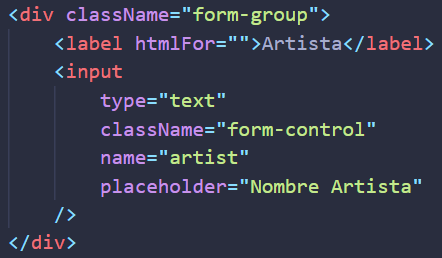 <div className="form-group">
<label htmlFor="">Artista</label>
<input
type="text"
className="form-control"
name="artist"
placeholder="Nombre Artista"
/>
</div>